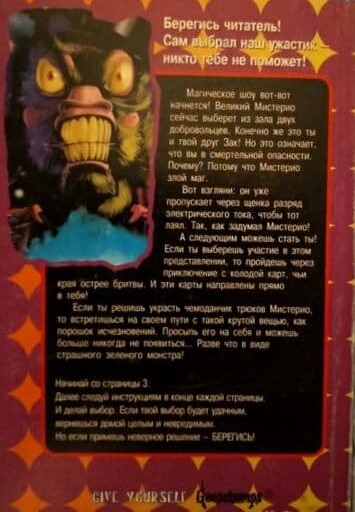 Берегись читатель!
Сам выбрал наш ужастик –
никто тебе не поможет!
Магическое шоу вот-вот
начнется! Великий Мистерио
сейчас выберет из зала двух
добровольцев. Конечно же это ты
и твой друг Зак! Но это означает,
что вы в смертельной опасности.
Почему? Потому что Мистерио
злой маг.
Вот взгляни: он уже
пропускает через щенка разряд
электрического тока, чтобы тот
лаял. Так, как задумал Мистерио!
А следующим можешь стать ты!
Если ты выберешь участие в этом
представлении, то пройдешь через
приключение с колодой карт, чьи
края острее бритвы. И эти карты направлены прямо
в тебя!
Если ты решишь украсть чемоданчик трюков Мистерио,
то встретишься на своем пути с такой крутой вещью, как
порошок исчезновений. Просыпь его на себя и можешь
больше никогда не появиться... Разве что в виде
страшного зеленого монстра!
Начинай со страницы 3.
Далее следуй инструкциям в конце каждой страницы.
И делай выбор. Если твой выбор будет удачным,
вернешься домой целым и невредимым.
Но если примешь неверное решение – БЕРЕГИСЬ!
GIVE YOURSELF Goosebumps